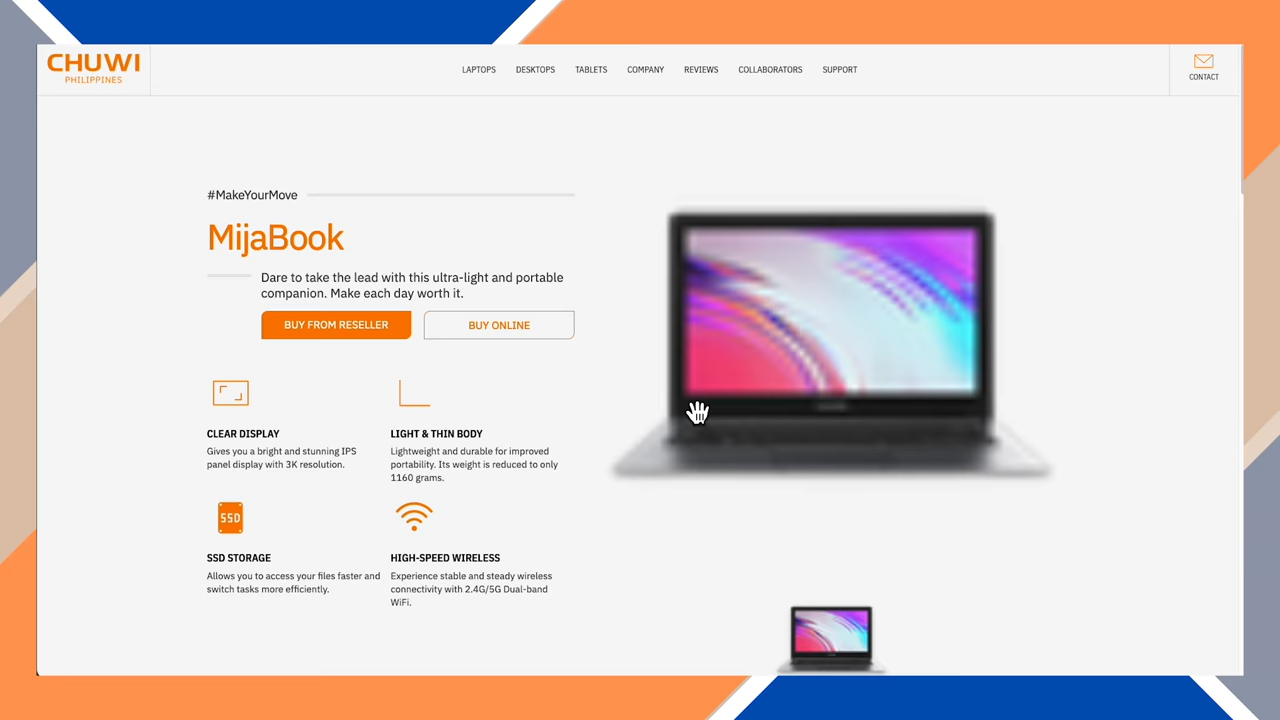 CHUWI
PHILIPPINES
LAPTOPS DESKTOPS TABLETS COMPANY REVIEWS COLLABORATORS SUPPORT
CONTACT
#MakeYourMove
MijaBook
Dare to take the lead with this ultra-light and portable
companion. Make each day worth it.
BUY FROM RESELLER BUY ONLINE
CLEAR DISPLAY
Gives you a bright and stunning IPS
panel display with 3K resolution.
LIGHT & THIN BODY
Lightweight and durable for improved
portability. Its weight is reduced to only
1160 grams.
SSD
SSD STORAGE
Allows you to access your files faster and
switch tasks more efficiently.
HIGH-SPEED WIRELESS
Experience stable and steady wireless
connectivity with 2.4G/5G Dual-band
WiFi.